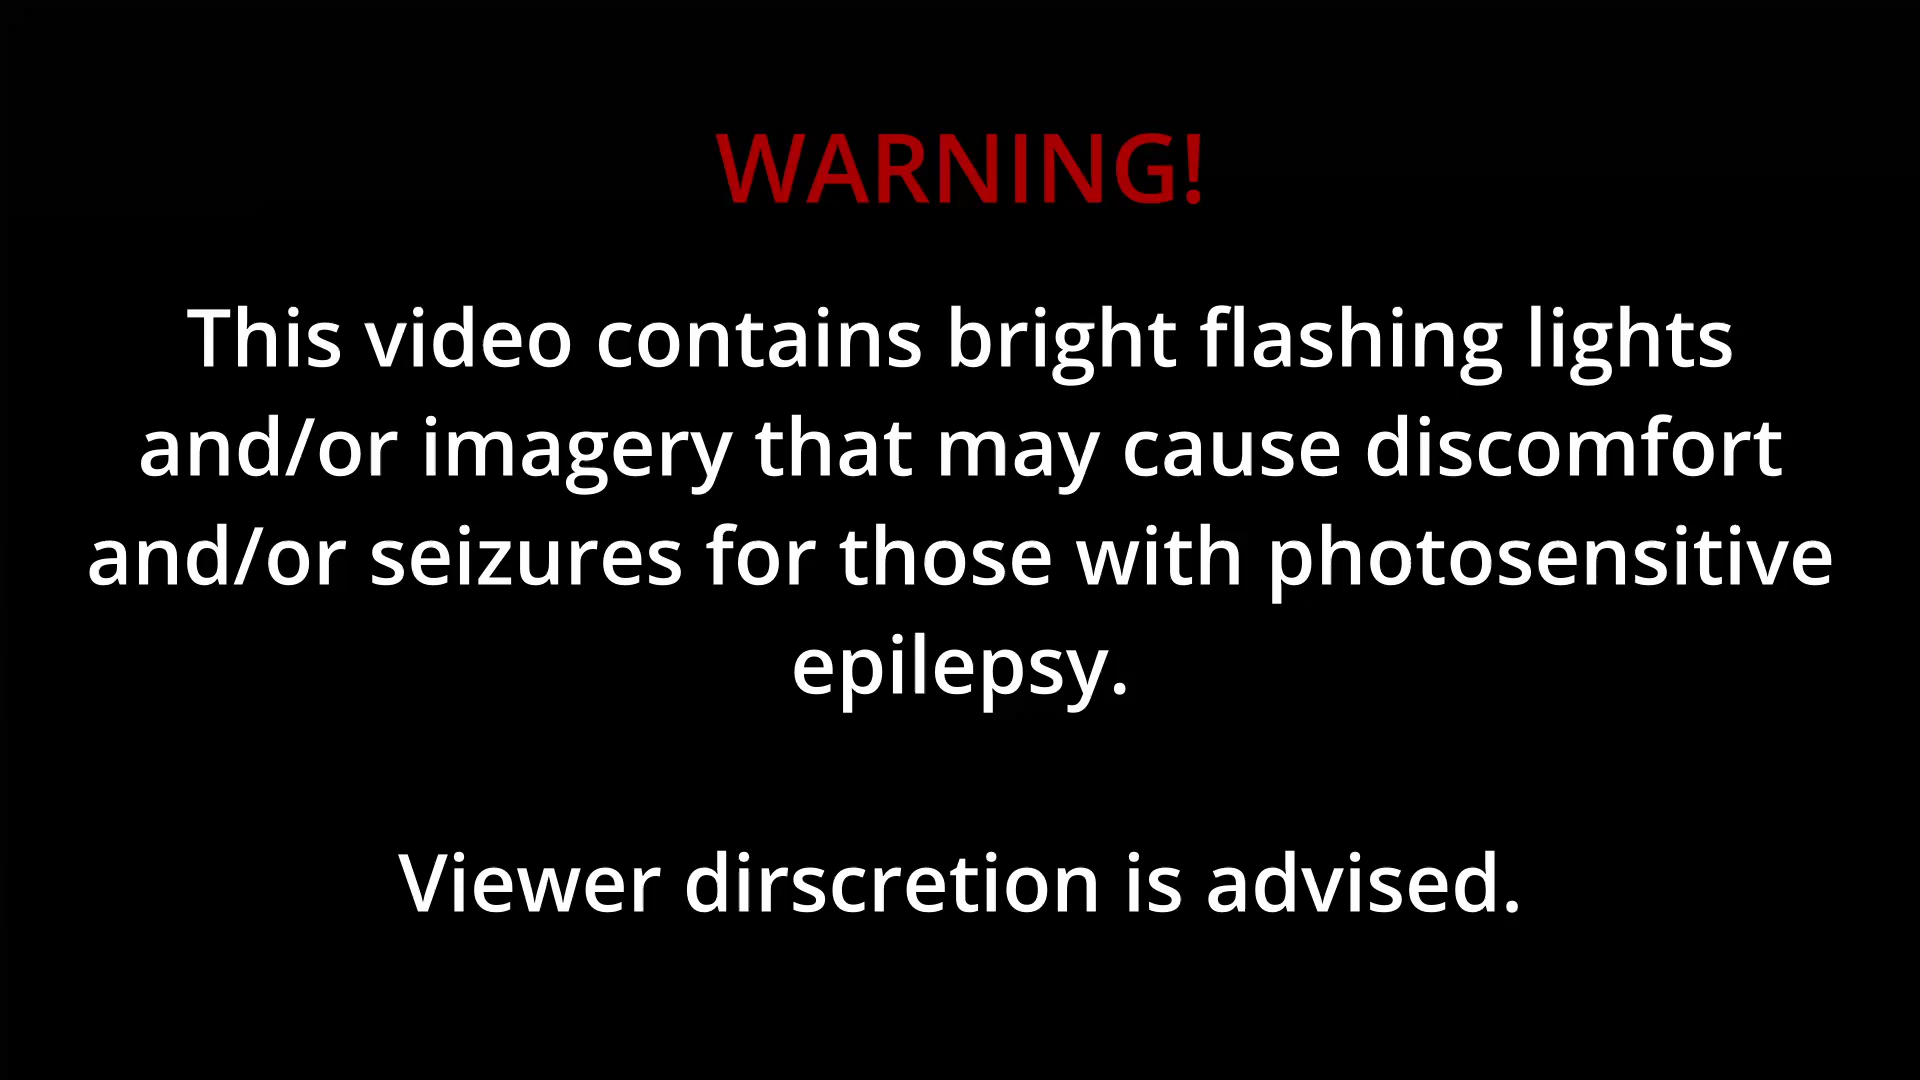 WARNING!
This video contains bright flashing lights
and/or imagery that may cause discomfort
and/or seizures for those with photosensitive
epilepsy.
Viewer dirscretion is advised.